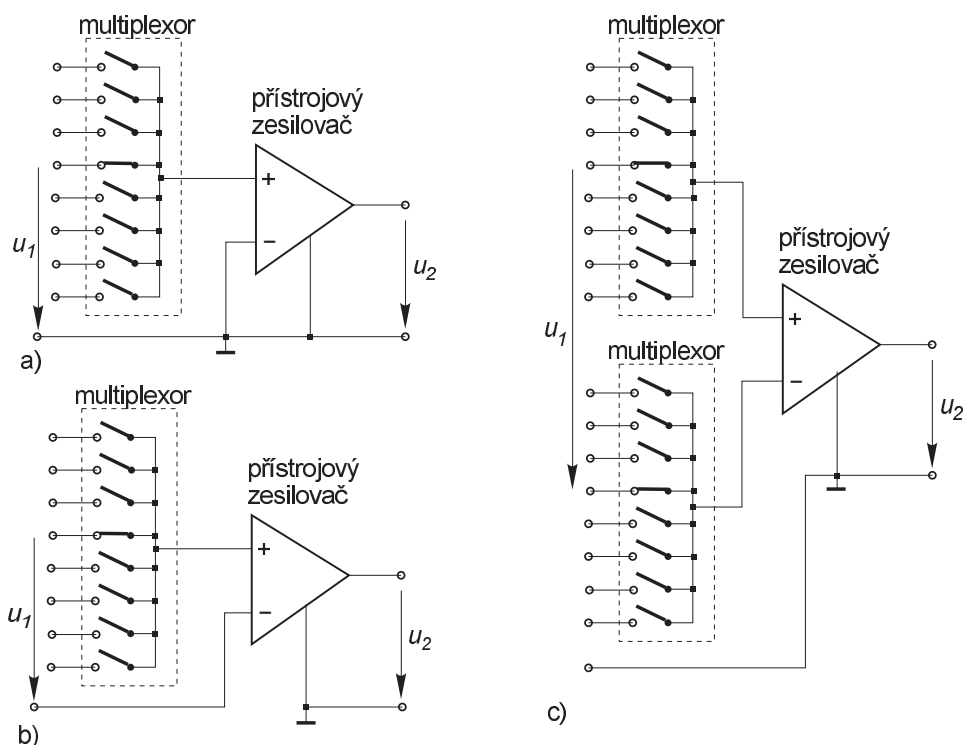 multiplexor
přístrojový
zesilovač
+
−
u1
u2
a)
multiplexor
přístrojový
zesilovač
+
−
u1
u2
b)
multiplexor
přístrojový
zesilovač
u1
multiplexor
+
−
u2
c)